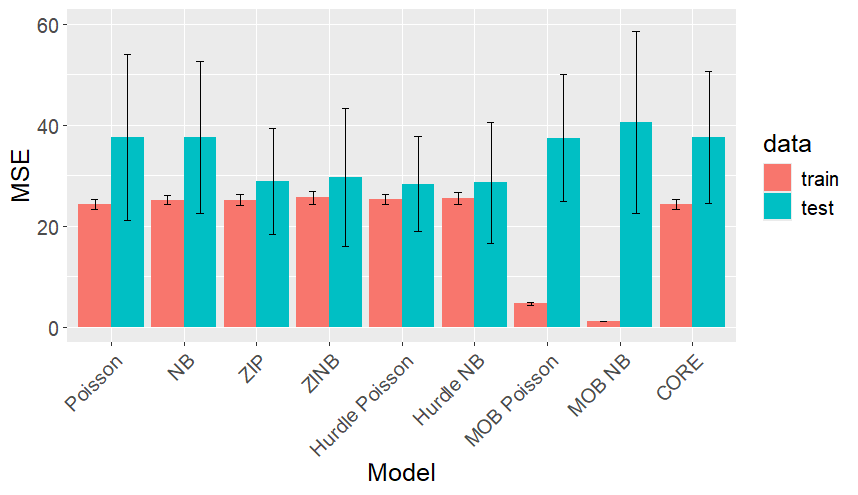 60
40
20
0
MSE
Poisson
NB
ZIP
ZINB
Hurdle Poisson
Hurdle NB
MOB Poisson
MOB NB
CORE
Model
data
train
test